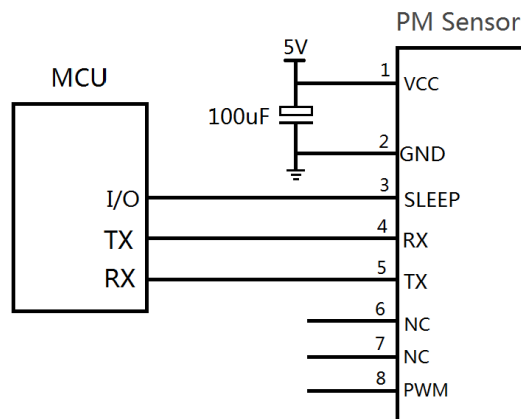 PM Sensor
5V
MCU
1
VCC
100uF
2
GND
I/O
3
SLEEP
TX
4
RX
RX
5
TX
6
NC
7
NC
8
PWM